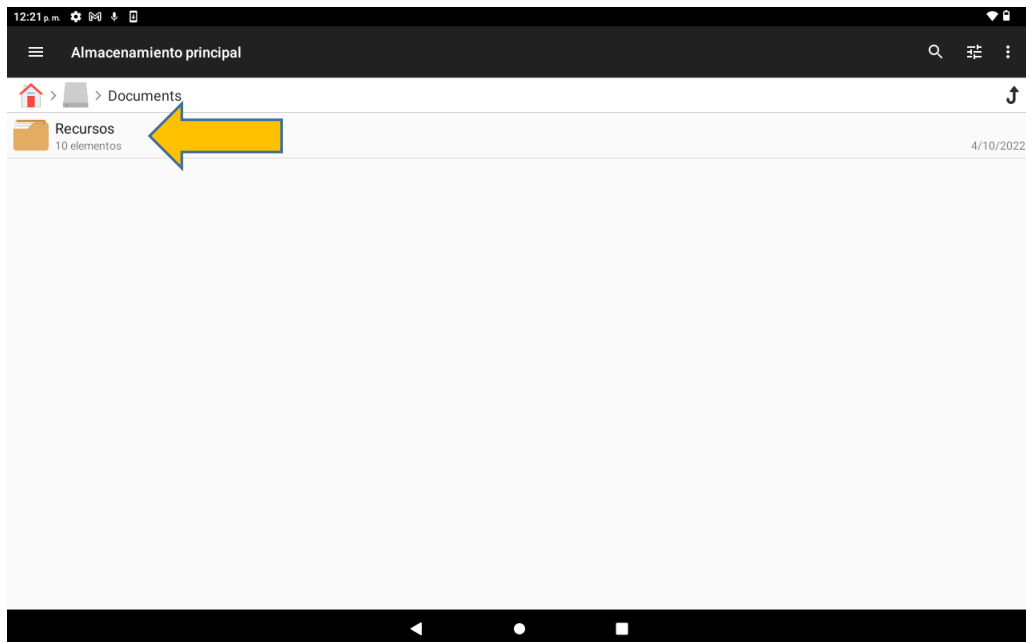 12:21 p. m.
Almacenamiento principal
Documents
Recursos
10 elementos
4/10/2022